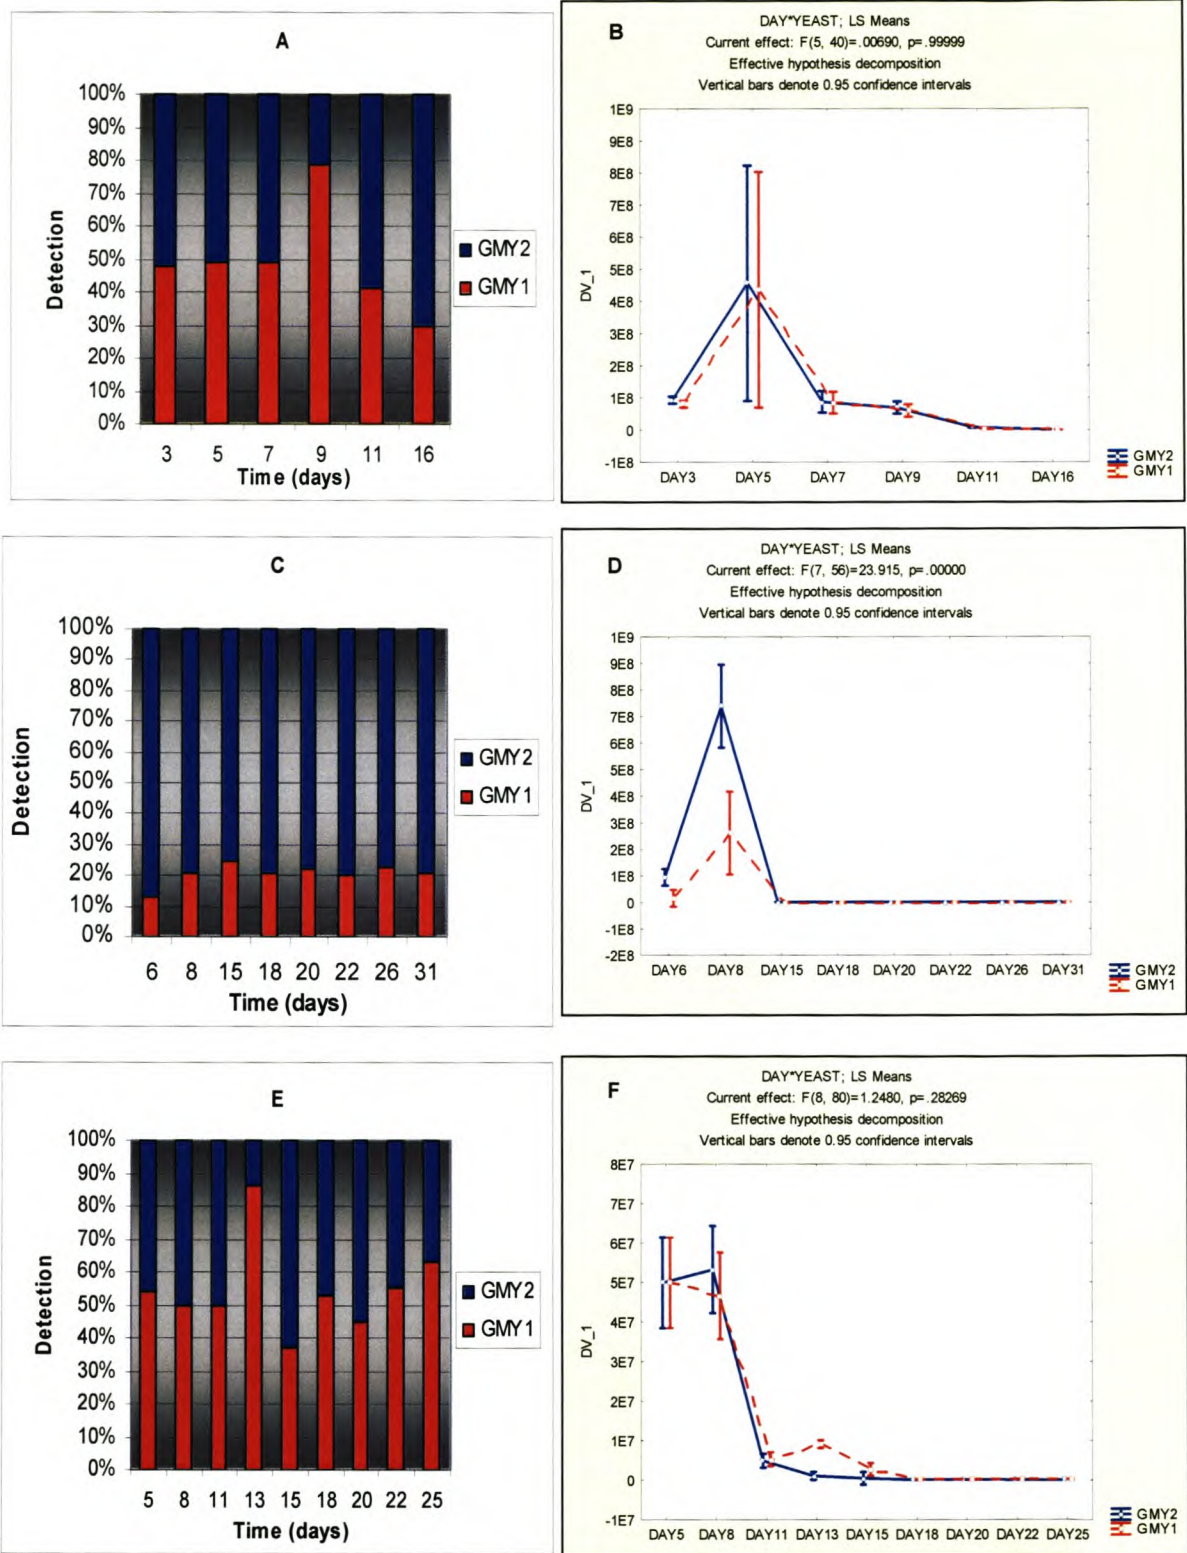 A
100%
90%
80%
70%
60%
50%
40%
30%
20%
10%
0%
Detection
3 5 7 9 11 16
Time (days)
GMY2
GMY1
B
DAY*YEAST; LS Means
Current effect: F(5, 40)=.00690, p=.99999
Effective hypothesis decomposition
Vertical bars denote 0.95 confidence intervals
1E9
9E8
8E8
7E8
6E8
5E8
4E8
3E8
2E8
1E8
0
-1E8
DV_1
DAY3 DAY5 DAY7 DAY9 DAY11 DAY16
GMY2
GMY1
C
100%
90%
80%
70%
60%
50%
40%
30%
20%
10%
0%
Detection
6 8 15 18 20 22 26 31
Time (days)
GMY2
GMY1
D
DAY*YEAST; LS Means
Current effect: F(7, 56)=23.915, p=.00000
Effective hypothesis decomposition
Vertical bars denote 0.95 confidence intervals
1E9
9E8
8E8
7E8
6E8
5E8
4E8
3E8
2E8
1E8
0
-1E8
-2E8
DV_1
DAY6 DAY8 DAY15 DAY18 DAY20 DAY22 DAY26 DAY31
GMY2
GMY1
E
100%
90%
80%
70%
60%
50%
40%
30%
20%
10%
0%
Detection
5 8 11 13 15 18 20 22 25
Time (days)
GMY2
GMY1
F
DAY*YEAST; LS Means
Current effect: F(8, 80)=1.2480, p=.28269
Effective hypothesis decomposition
Vertical bars denote 0.95 confidence intervals
8E7
7E7
6E7
5E7
4E7
3E7
2E7
1E7
0
-1E7
DV_1
DAY5 DAY8 DAY11 DAY13 DAY15 DAY18 DAY20 DAY22 DAY25
GMY2
GMY1